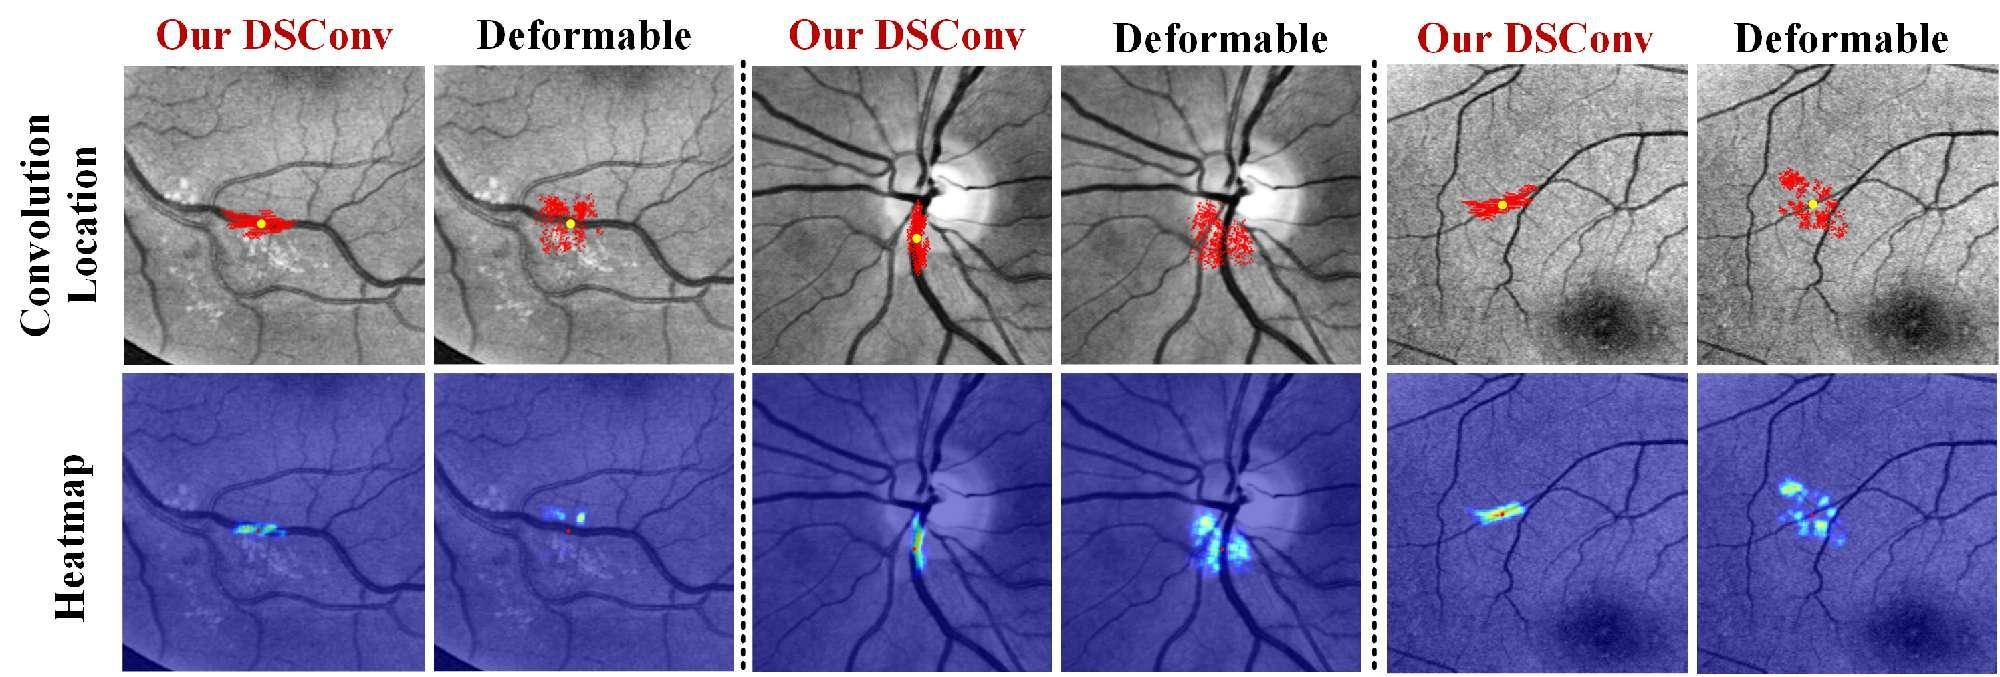 Our DSConv
Deformable
Our DSConv
Deformable
Our DSConv
Deformable
Convolution
Location
Heatmap